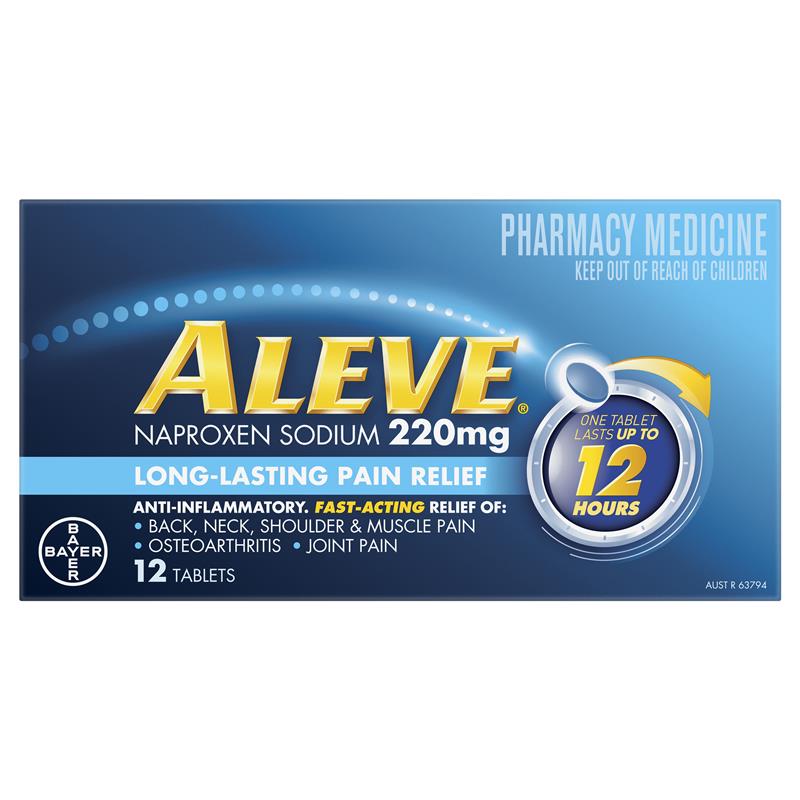 PHARMACY MEDICINE
KEEP OUT OF REACH OF CHILDREN
ALEVE®
NAPROXEN SODIUM 220mg
LONG-LASTING PAIN RELIEF
ANTI-INFLAMMATORY. FAST-ACTING RELIEF OF:
• BACK, NECK, SHOULDER & MUSCLE PAIN
• OSTEOARTHRITIS • JOINT PAIN
12 TABLETS
ONE TABLET
LASTS UP TO
12
HOURS
BAYER
BAYER
AUST R 63794